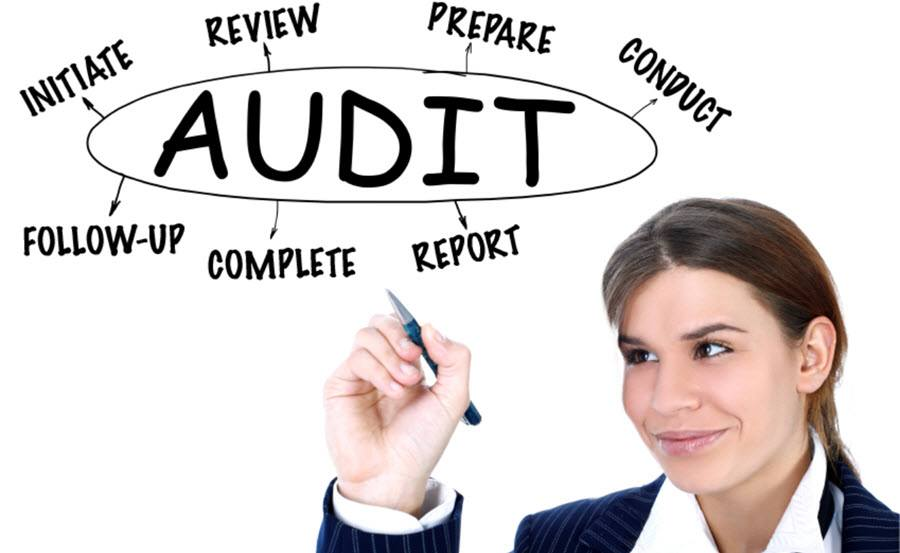 REVIEW
PREPARE
INITIATE
CONDUCT
AUDIT
FOLLOW-UP
COMPLETE
REPORT